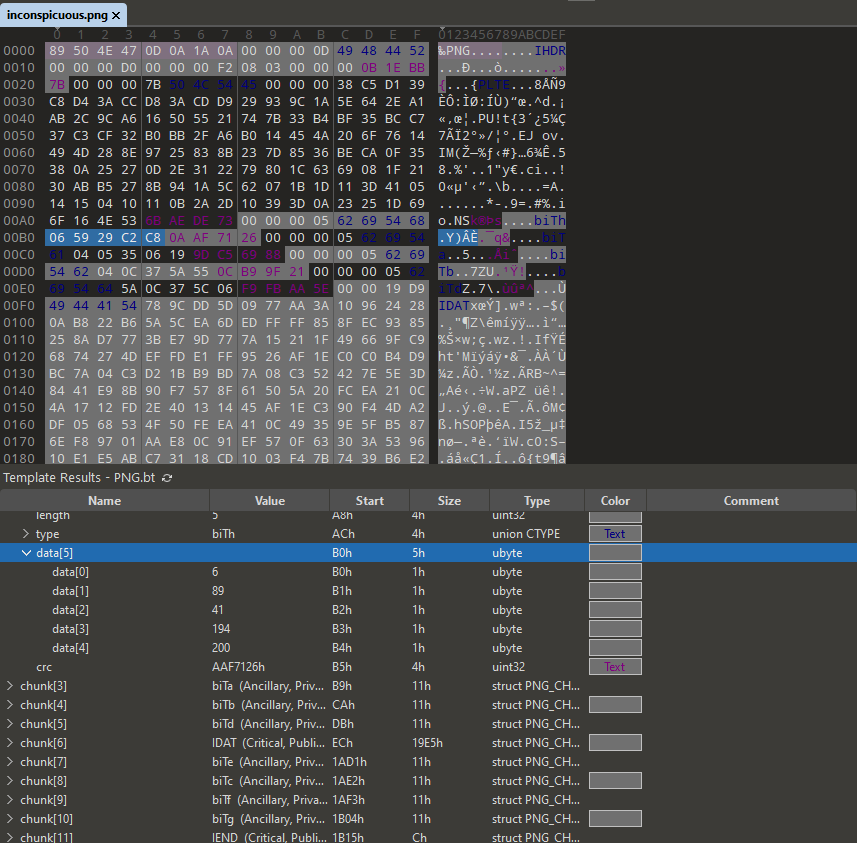 inconspicuous.png ×
0 1 2 3 4 5 6 7 8 9 A B C D E F 0123456789ABCDEF
0000 89 50 4E 47 0D 0A 1A 0A 00 00 00 0D 49 48 44 52 ‰PNG........IHDR
0010 00 00 00 D0 00 00 00 F2 08 03 00 00 00 0B 1E BB ...Ð...ò.......»
0020 7B 00 00 00 7B 50 4C 54 45 00 00 00 38 C5 D1 39 {...{PLTE...8ÅÑ9
0030 C8 D4 3A CC D8 3A CD D9 29 93 9C 1A 5E 64 2E A1 ÈÔ:ÌØ:ÍÙ)“œ.^d.¡
0040 AB 2C 9C A6 16 50 55 21 74 7B 33 B4 BF 35 BC C7 «,œ¦.PU!t{3´¿5¼Ç
0050 37 C3 CF 32 B0 BB 2F A6 B0 14 45 4A 20 6F 76 14 7ÃÏ2°»/¦°.EJ ov.
0060 49 4D 28 8E 97 25 83 8B 23 7D 85 36 BE CA 0F 35 IM(Ž—%ƒ‹#}…6¾Ê.5
0070 38 0A 25 27 0D 2E 31 22 79 80 1C 63 69 08 1F 21 8.%'..1"y€.ci..!
0080 30 AB B5 27 8B 94 1A 5C 62 07 1B 1D 11 3D 41 05 0«µ'‹”.\b....=A.
0090 14 15 04 10 11 0B 2A 2D 10 39 3D 0A 23 25 1D 69 ......*-.9=.#%.i
00A0 6F 16 4E 53 6B AE DE 73 00 00 00 05 62 69 54 68 o.NSk®Þs....biTh
00B0 06 59 29 C2 C8 0A AF 71 26 00 00 05 62 69 54 .Y)ÂÈ.¯q&....biT
00C0 61 04 05 35 06 19 9D C5 69 88 00 00 00 05 62 69 a..5...Åiˆ....bi
00D0 54 62 04 0C 37 5A 55 0C B9 9F 21 00 00 00 05 62 Tb..7ZU.¹Ÿ!....b
00E0 69 54 64 5A 0C 37 5C 06 F9 FB AA 5E 00 00 19 D9 iTdZ.7\.ùûª^...Ù
00F0 49 44 41 54 78 9C DD 5D 09 77 AA 3A 10 96 24 28 IDATxœÝ].wª:.–$(
0100 0A B8 22 B6 5A 5C EA 6D ED FF FF 85 8F EC 93 85 .¸"¶Z\êmíÿÿ….ì“…
0110 25 8A D7 77 3B E7 9D 77 7A 15 21 1F 49 66 9F C9 %Š×w;ç.wz.!.IfŸÉ
0120 68 74 27 4D EF FD E1 FF 95 26 AF 1E C0 C0 B4 D9 ht'Mïýáÿ•&¯.ÀÀ´Ù
0130 BC 7A 04 C3 D2 1B B9 BD 7A 08 C3 52 42 7E 5E 3D ¼z.ÃÒ.¹½z.ÃRB~^=
0140 84 41 E9 8B 90 F7 57 8F 61 50 5A 20 FC EA 21 0C „Aé‹.÷W.aPZ üê!.
0150 4A 17 12 FD 2E 40 13 14 45 AF 1E C3 90 F4 4D A2 J..ý.@..E¯.Ã.ôM¢
0160 DF 05 68 53 4F 50 FE EA 41 0C 49 35 9E 5F B5 87 ß.hSOPþêA.I5ž_µ‡
0170 6E F8 97 01 AA E8 0C 91 EF 57 0F 63 30 3A 53 96 nø—.ªè.‘ïW.c0:S–
0180 10 E1 E5 AB C7 31 18 CD 10 03 F4 7B 74 39 B6 E2 .áå«Ç1.Í..ô{t9¶â
Template Results - PNG.bt
Name Value Start Size Type Color Comment
length 5 A8h 4h uint32
type biTh ACh 4h union CTYPE Text
data[5] B0h 5h ubyte
data[0] 6 B0h 1h ubyte
data[1] 89 B1h 1h ubyte
data[2] 41 B2h 1h ubyte
data[3] 194 B3h 1h ubyte
data[4] 200 B4h 1h ubyte
crc AAF7126h B5h 4h uint32 Text
chunk[3] biTa (Ancillary, Priv... B9h 11h struct PNG_CH...
chunk[4] biTb (Ancillary, Priv... CAh 11h struct PNG_CH...
chunk[5] biTd (Ancillary, Priv... DBh 11h struct PNG_CH...
chunk[6] IDAT (Critical, Publi... ECh 19E5h struct PNG_CH...
chunk[7] biTe (Ancillary, Priv... 1AD1h 11h struct PNG_CH...
chunk[8] biTc (Ancillary, Priv... 1AE2h 11h struct PNG_CH...
chunk[9] biTf (Ancillary, Priva... 1AF3h 11h struct PNG_CH...
chunk[10] biTg (Ancillary, Priv... 1B04h 11h struct PNG_CH...
chunk[11] IEND (Critical, Publi... 1B15h Ch struct PNG_CH...